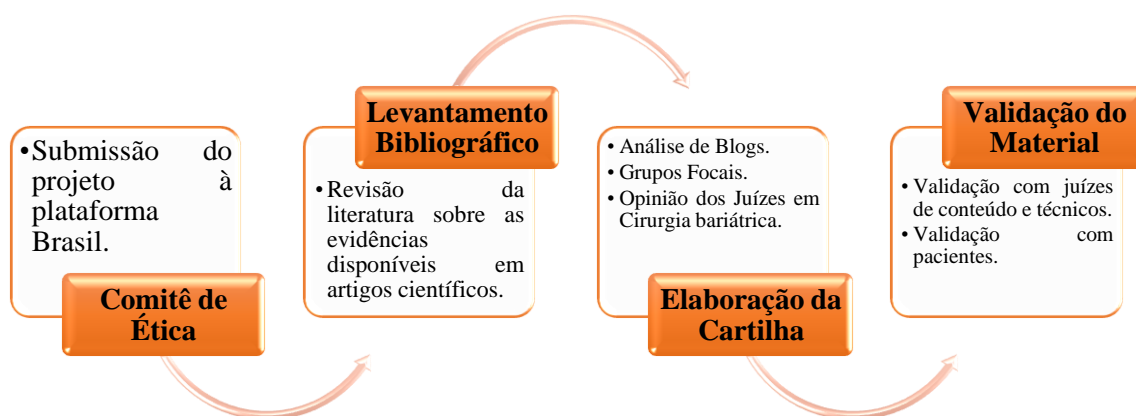 •Submissão do
projeto à
plataforma
Brasil.
Comitê de
Ética
Levantamento
Bibliográfico
• Revisão da
literatura sobre as
evidências
disponíveis em
artigos científicos.
• Análise de Blogs.
• Grupos Focais.
• Opinião dos Juízes em
Cirurgia bariátrica.
Elaboração da
Cartilha
Validação do
Material
• Validação com juízes
de conteúdo e técnicos.
• Validação com
pacientes.